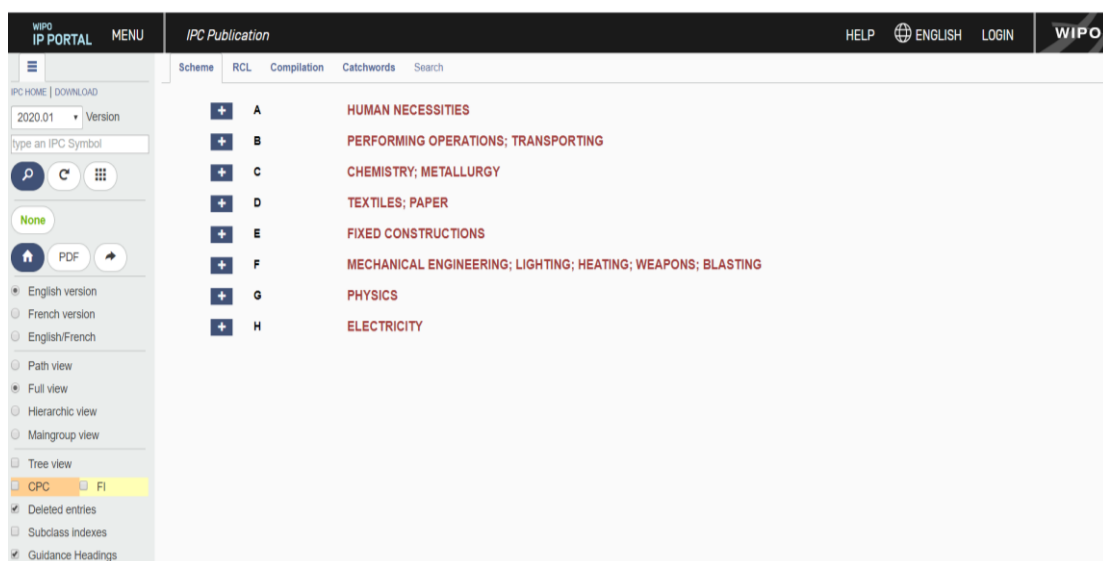 WIPO
IP PORTAL MENU IPC Publication HELP ENGLISH LOGIN WIPO
Scheme RCL Compilation Catchwords Search
IPC HOME | DOWNLOAD
2020.01 Version
type an IPC Symbol
None
PDF
English version
French version
English/French
Path view
Full view
Hierarchic view
Maingroup view
Tree view
CPC FI
Deleted entries
Subclass indexes
Guidance Headings
A HUMAN NECESSITIES
B PERFORMING OPERATIONS; TRANSPORTING
C CHEMISTRY; METALLURGY
D TEXTILES; PAPER
E FIXED CONSTRUCTIONS
F MECHANICAL ENGINEERING; LIGHTING; HEATING; WEAPONS; BLASTING
G PHYSICS
H ELECTRICITY